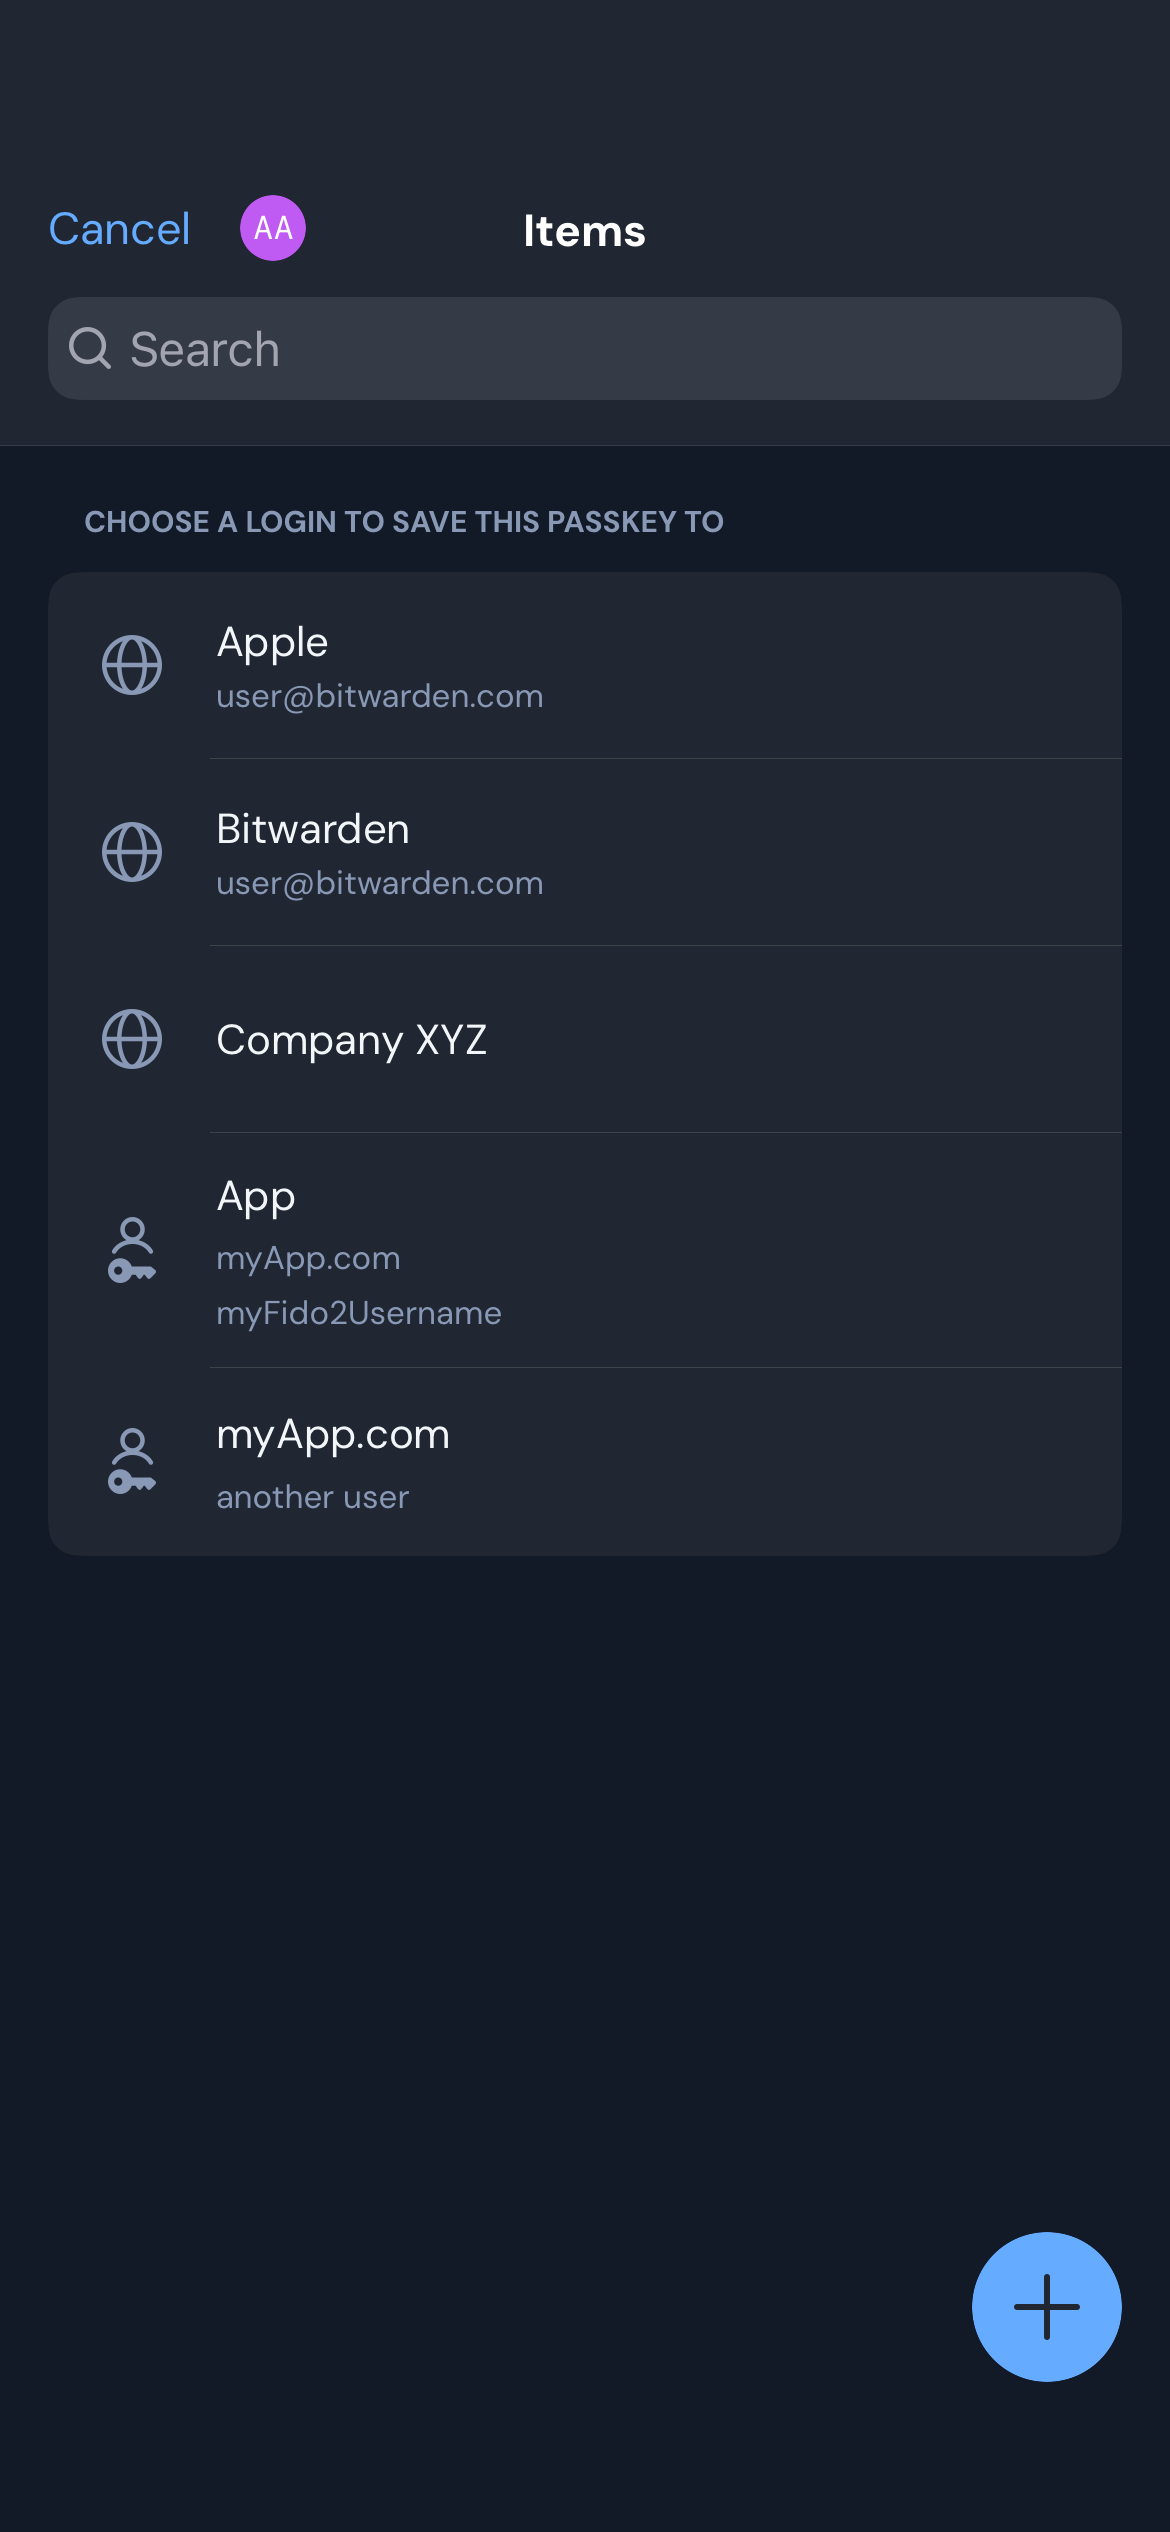 Cancel
AA
Items
Search
CHOOSE A LOGIN TO SAVE THIS PASSKEY TO
Apple
user@bitwarden.com
Bitwarden
user@bitwarden.com
Company XYZ
App
myApp.com
myFido2Username
myApp.com
another user